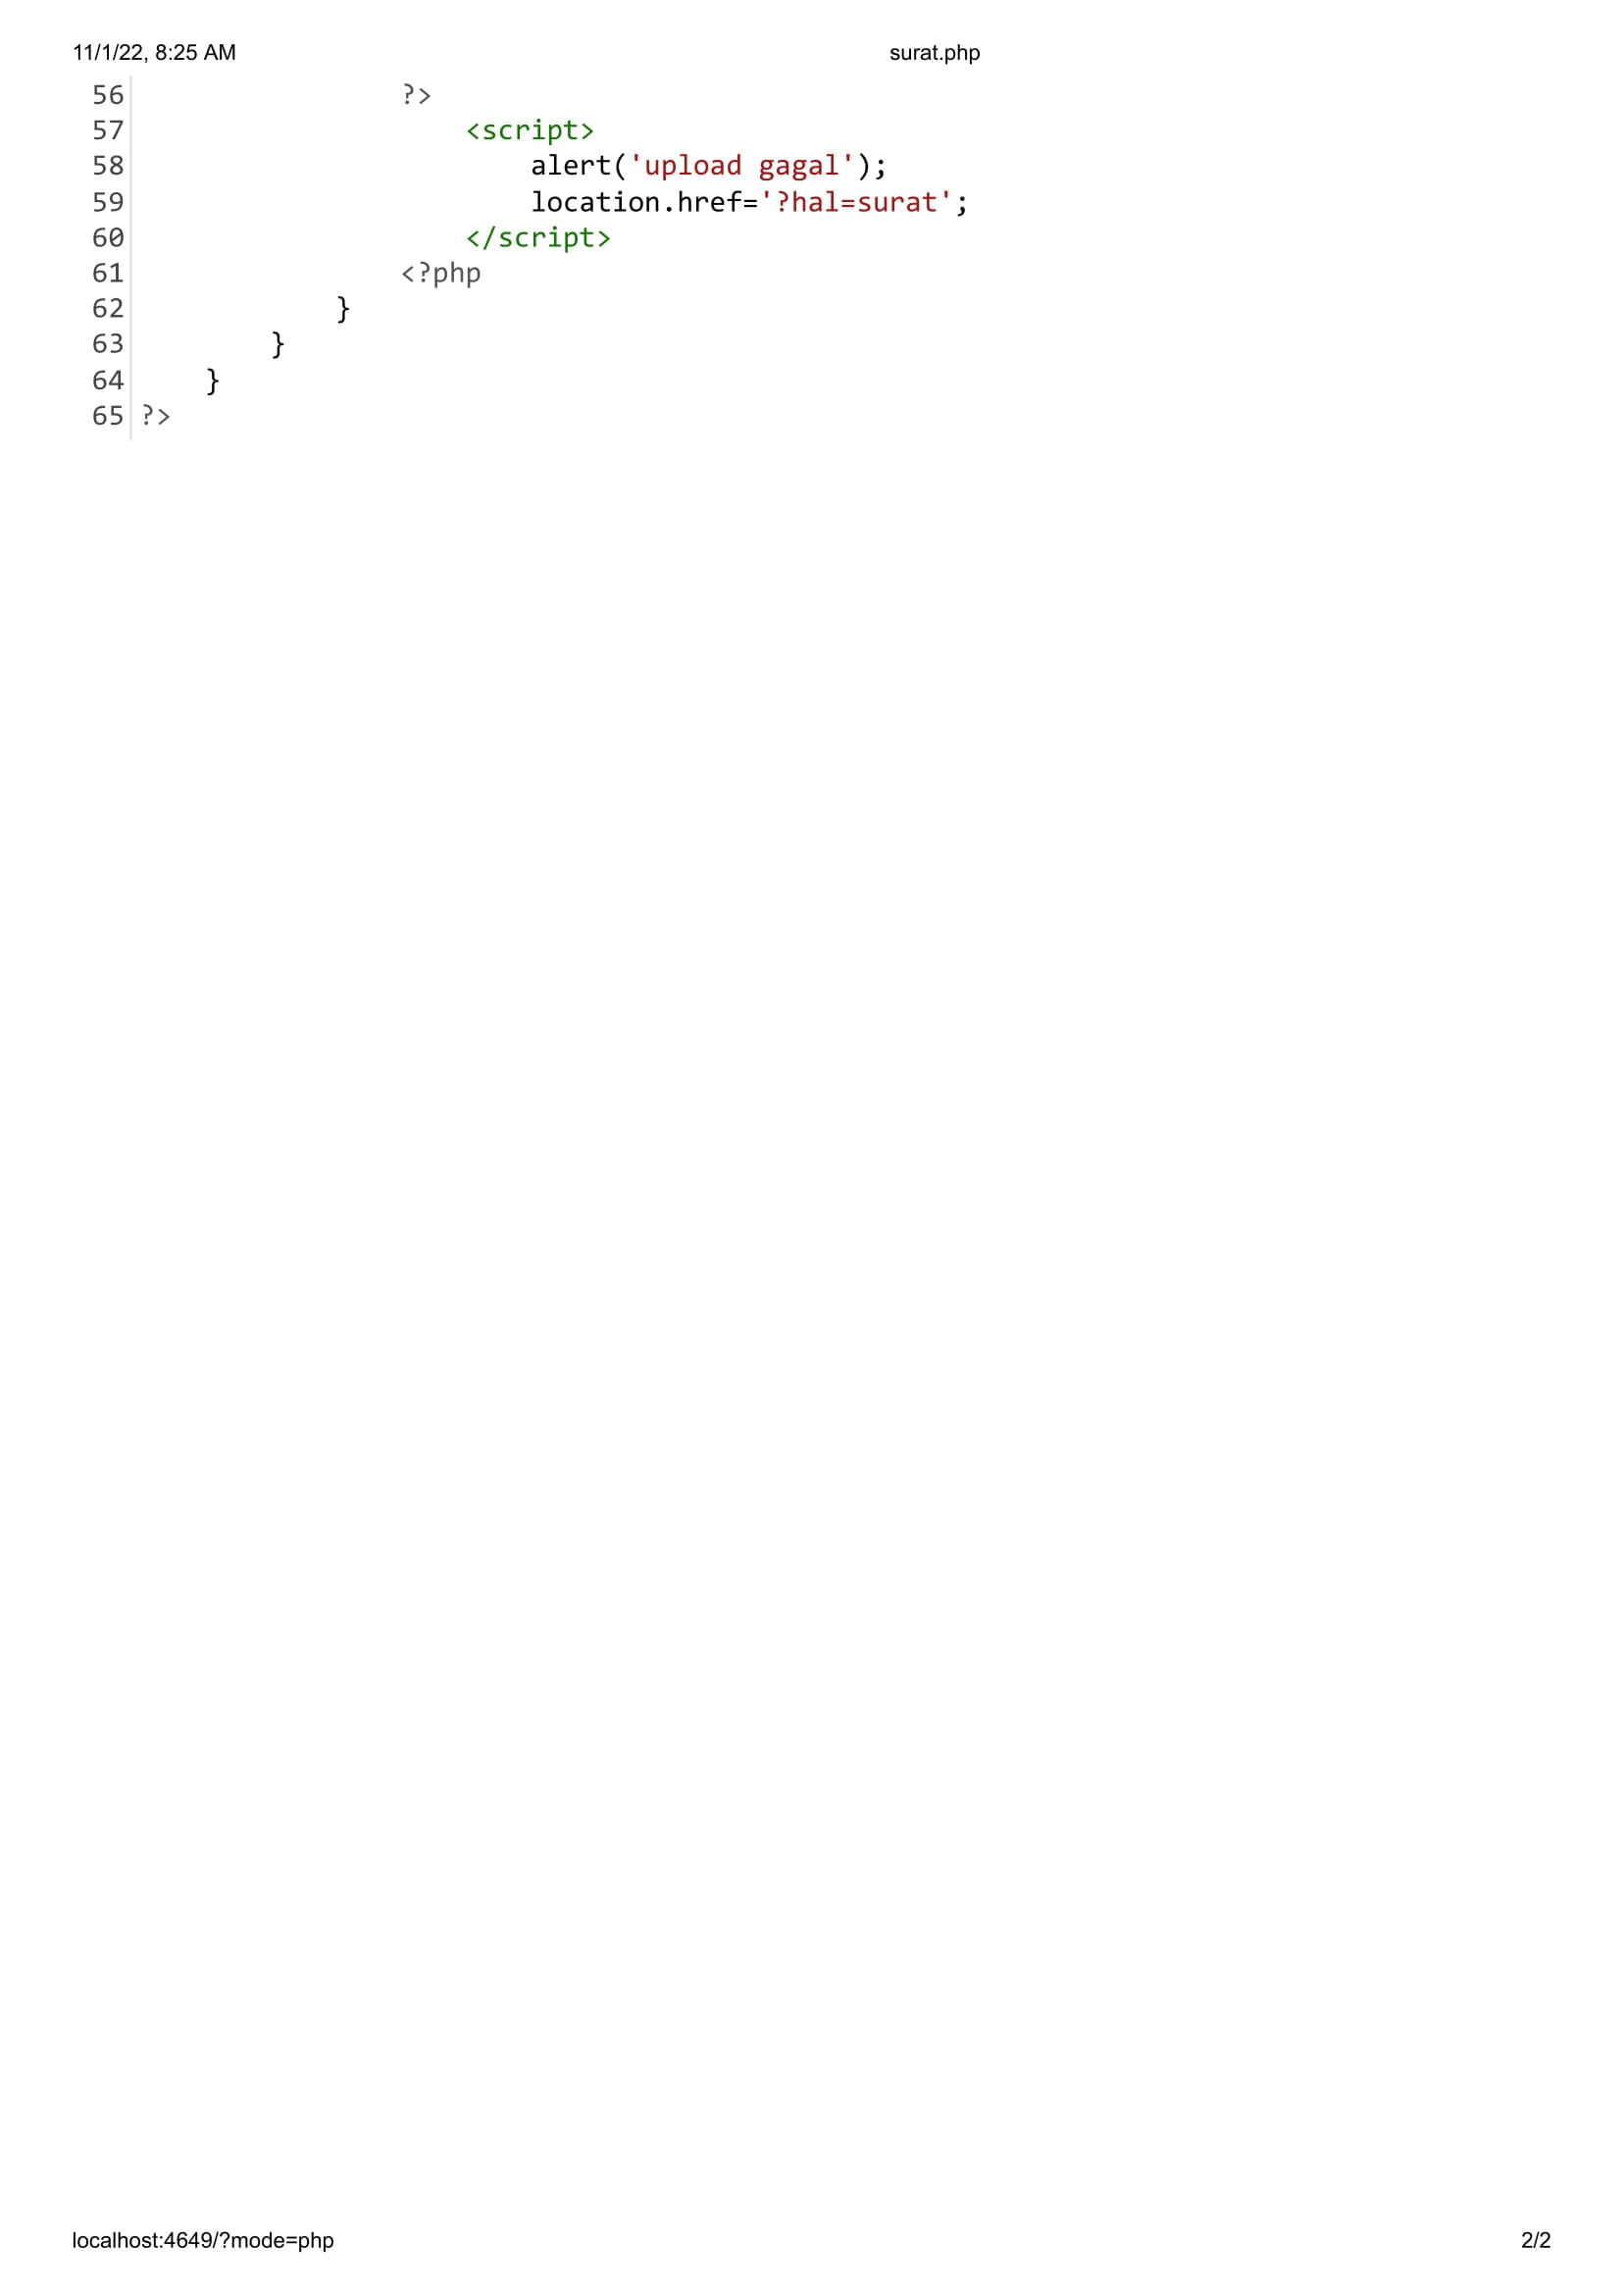 11/1/22, 8:25 AM surat.php
56 ?>
57 <script>
58 alert('upload gagal');
59 location.href='?hal=surat';
60 </script>
61 <?php
62 }
63 }
64 }
65 ?>
localhost:4649/?mode=php 2/2